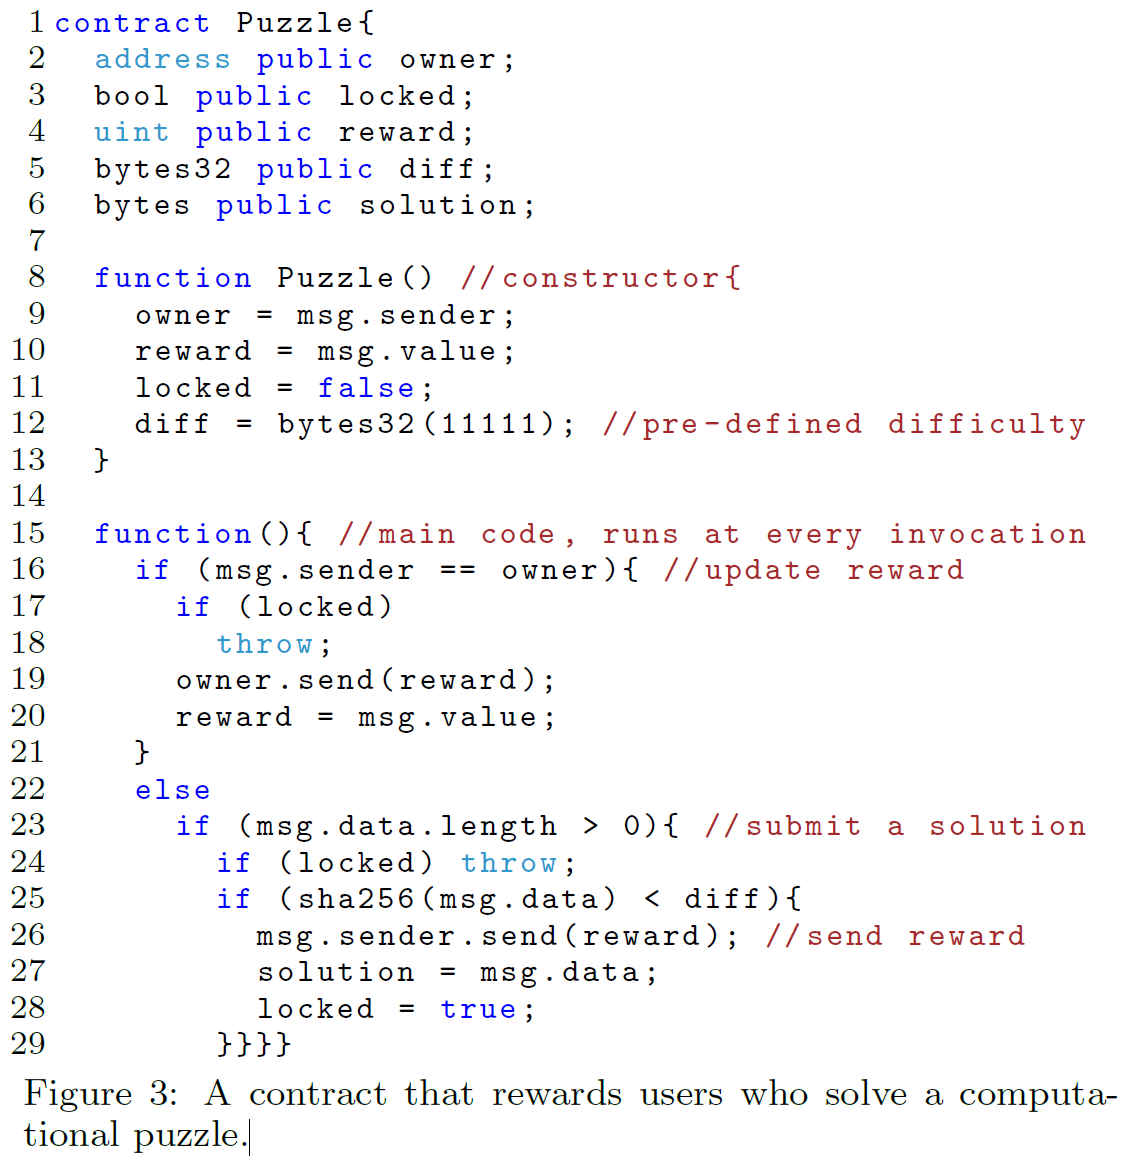 1 contract Puzzle{
2 address public owner;
3 bool public locked;
4 uint public reward;
5 bytes32 public diff;
6 bytes public solution;
7
8 function Puzzle() //constructor{
9 owner = msg.sender;
10 reward = msg.value;
11 locked = false;
12 diff = bytes32(11111); //pre-defined difficulty
13 }
14
15 function(){ //main code, runs at every invocation
16 if (msg.sender == owner){ //update reward
17 if (locked)
18 throw;
19 owner.send(reward);
20 reward = msg.value;
21 }
22 else
23 if (msg.data.length > 0){ //submit a solution
24 if (locked) throw;
25 if (sha256(msg.data) < diff){
26 msg.sender.send(reward); //send reward
27 solution = msg.data;
28 locked = true;
29 }}}}
Figure 3: A contract that rewards users who solve a computa-
tional puzzle.